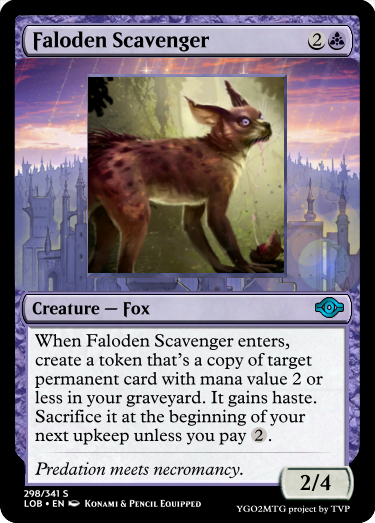 Faloden Scavenger 2
Creature — Fox
When Faloden Scavenger enters,
create a token that's a copy of target
permanent card with mana value 2 or
less in your graveyard. It gains haste.
Sacrifice it at the beginning of your
next upkeep unless you pay 2.
Predation meets necromancy.
2/4
298/341 S
LOB • EN Konami & Pencil Equipped
YGO2MTG project by TVP